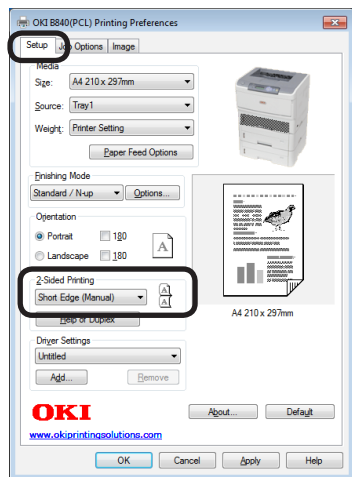 OKI B840(PCL) Printing Preferences
Setup Job Options Image
Media
Size: A4 210 x 297mm
Source: Tray1
Weight: Printer Setting
Paper Feed Options
Finishing Mode
Standard / N-up Options...
Orientation
Portrait 180
Landscape 180
A
2-Sided Printing
Short Edge (Manual)
A
A
Help of Duplex
A4 210 x 297mm
Driver Settings
Untitled
Add... Remove
OKI
About... Default
www.okiprintingsolutions.com
OK Cancel Apply Help